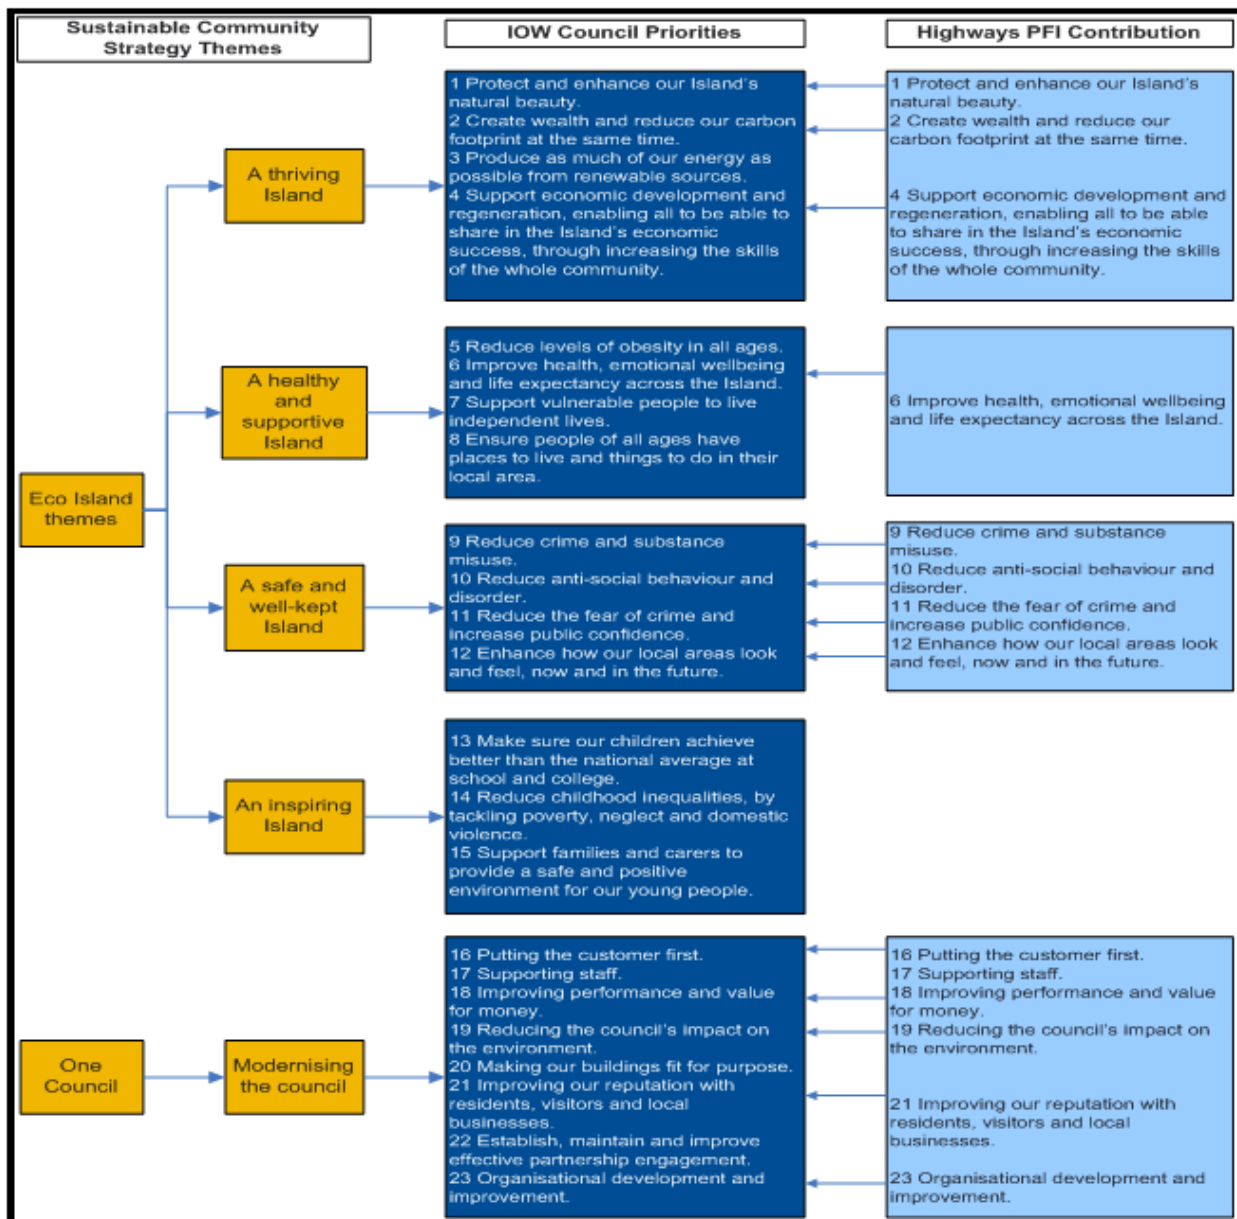 Sustainable Community
Strategy Themes
IOW Council Priorities
Highways PFI Contribution
Eco Island
themes
A thriving
Island
1 Protect and enhance our Island's
natural beauty.
2 Create wealth and reduce our carbon
footprint at the same time.
3 Produce as much of our energy as
possible from renewable sources.
4 Support economic development and
regeneration, enabling all to be able to
share in the Island's economic
success, through increasing the skills
of the whole community.
1 Protect and enhance our Island's
natural beauty.
2 Create wealth and reduce our
carbon footprint at the same time.
4 Support economic development and
regeneration, enabling all to be able
to share in the Island's economic
success, through increasing the skills
of the whole community.
A healthy
and
supportive
Island
5 Reduce levels of obesity in all ages.
6 Improve health, emotional wellbeing
and life expectancy across the Island.
7 Support vulnerable people to live
independent lives.
8 Ensure people of all ages have
places to live and things to do in their
local area.
6 Improve health, emotional wellbeing
and life expectancy across the Island.
A safe and
well-kept
Island
9 Reduce crime and substance
misuse.
10 Reduce anti-social behaviour and
disorder.
11 Reduce the fear of crime and
increase public confidence.
12 Enhance how our local areas look
and feel, now and in the future.
9 Reduce crime and substance
misuse.
10 Reduce anti-social behaviour and
disorder.
11 Reduce the fear of crime and
increase public confidence.
12 Enhance how our local areas look
and feel, now and in the future.
An inspiring
Island
13 Make sure our children achieve
better than the national average at
school and college.
14 Reduce childhood inequalities, by
tackling poverty, neglect and domestic
violence.
15 Support families and carers to
provide a safe and positive
environment for our young people.
One
Council
Modernising
the council
16 Putting the customer first.
17 Supporting staff.
18 Improving performance and value
for money.
19 Reducing the council's impact on
the environment.
20 Making our buildings fit for purpose.
21 Improving our reputation with
residents, visitors and local
businesses.
22 Establish, maintain and improve
effective partnership engagement.
23 Organisational development and
improvement.
16 Putting the customer first.
17 Supporting staff.
18 Improving performance and value
for money.
19 Reducing the council's impact on
the environment.
21 Improving our reputation with
residents, visitors and local
businesses.
23 Organisational development and
improvement.